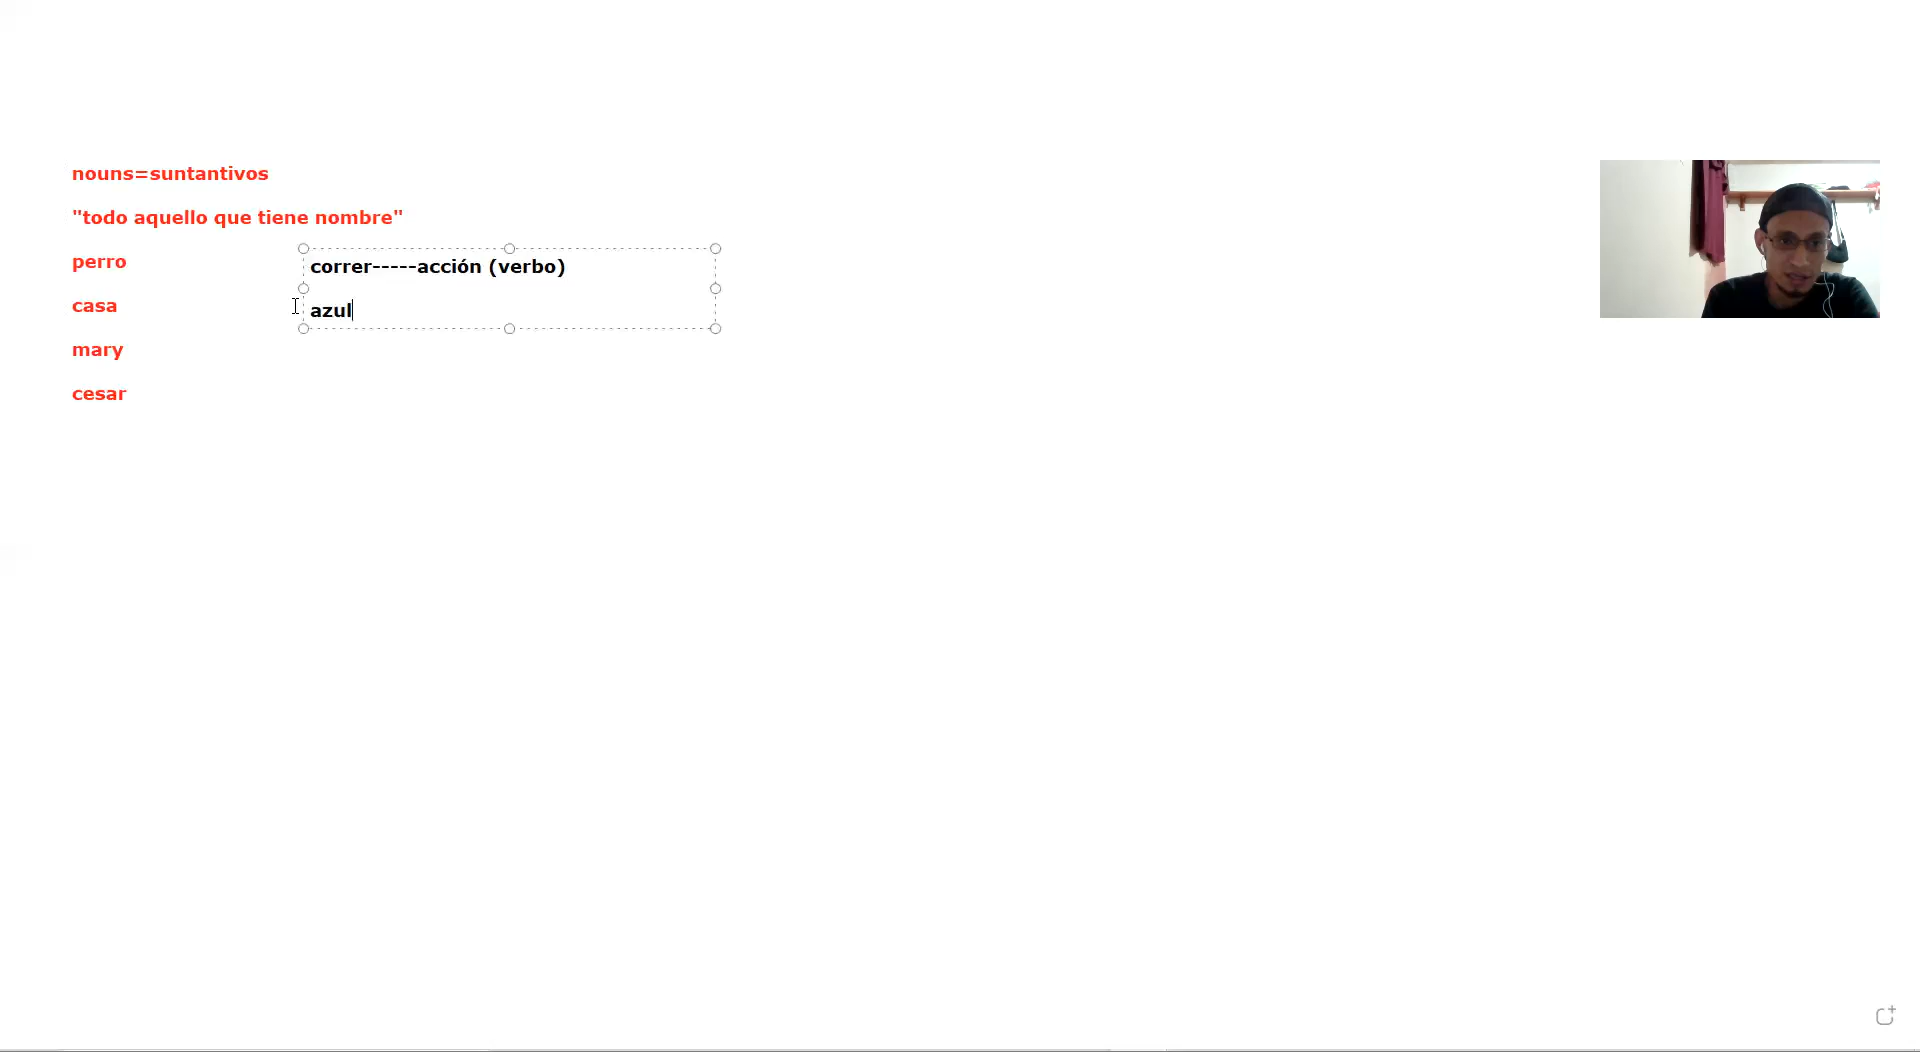 nouns=suntantivos
"todo aquello que tiene nombre"
perro
casa
mary
cesar
correr-----acción (verbo)
azul